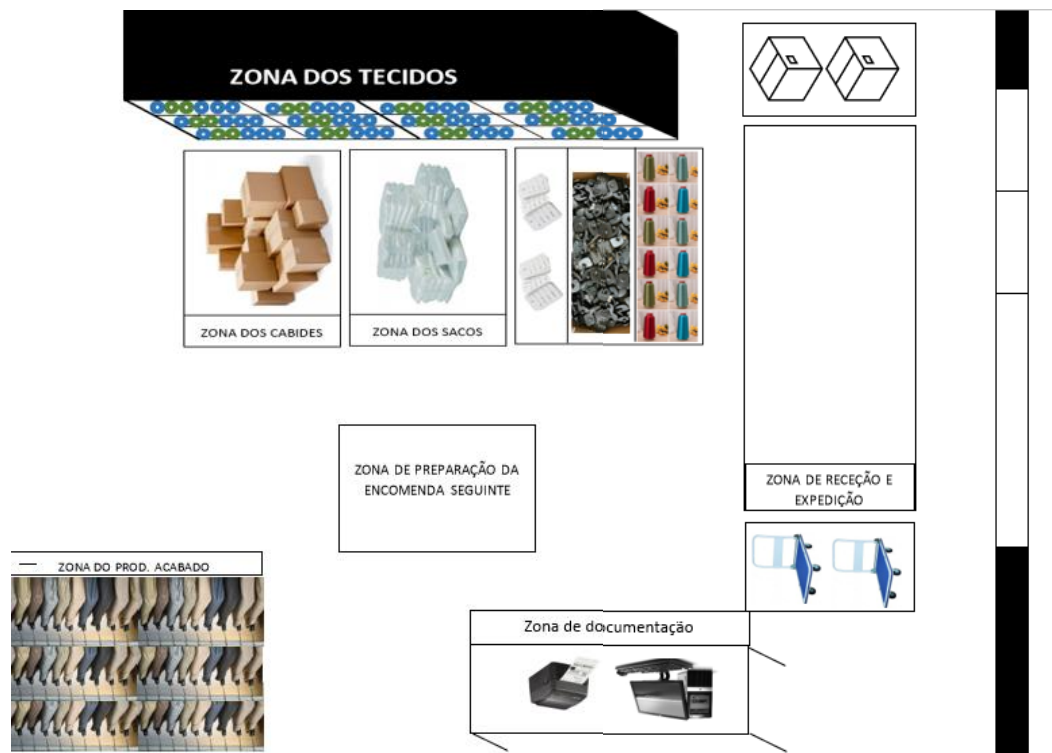 ZONA DOS TECIDOS
ZONA DOS CABIDES
ZONA DOS SACOS
ZONA DE PREPARAÇÃO DA
ENCOMENDA SEGUINTE
ZONA DE RECEÇÃO E
EXPEDIÇÃO
ZONA DO PROD. ACABADO
Zona de documentação